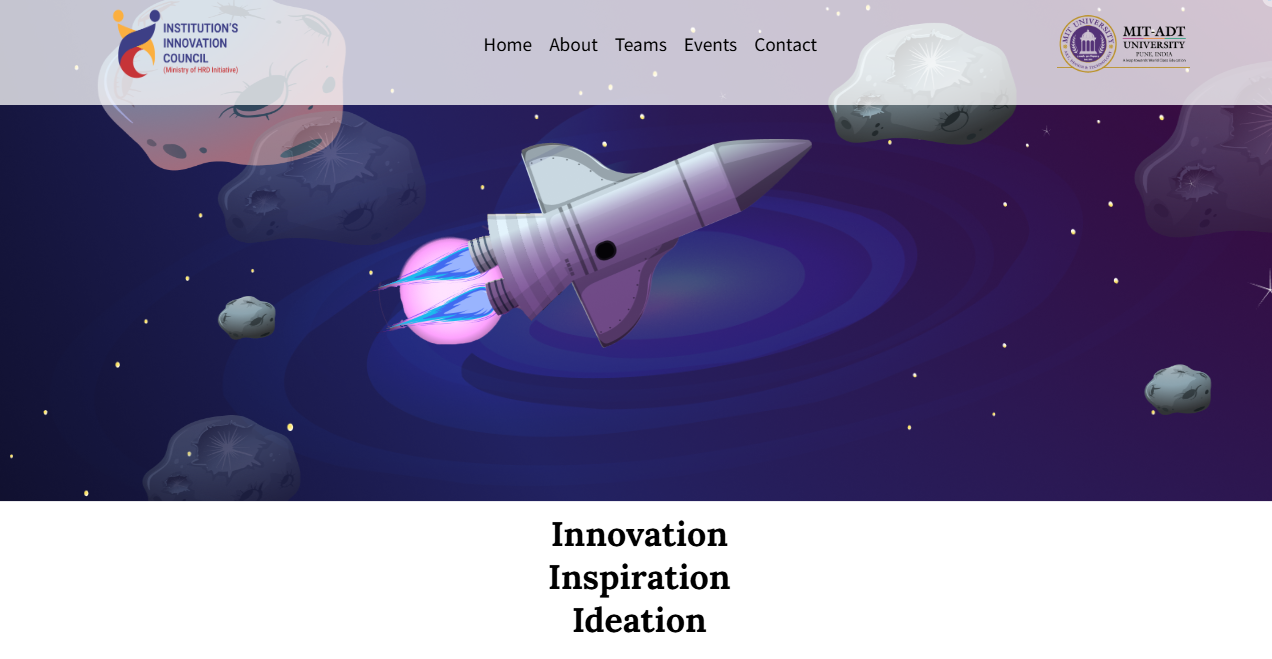 INSTITUTION'S
INNOVATION
COUNCIL
(Ministry of HRD Initiative)
Home About Teams Events Contact
MIT-ADT
UNIVERSITY
PUNE, INDIA
Innovation
Inspiration
Ideation